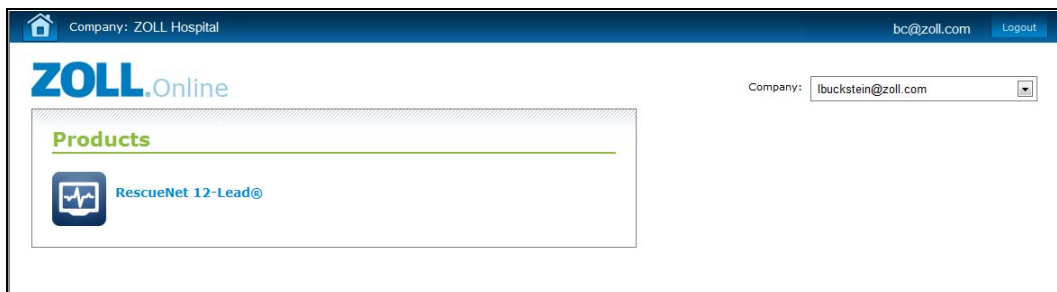 Company: ZOLL Hospital
bc@zoll.com
Logout
ZOLL.Online
Company: lbuckstein@zoll.com
Products
RescueNet 12-Lead®